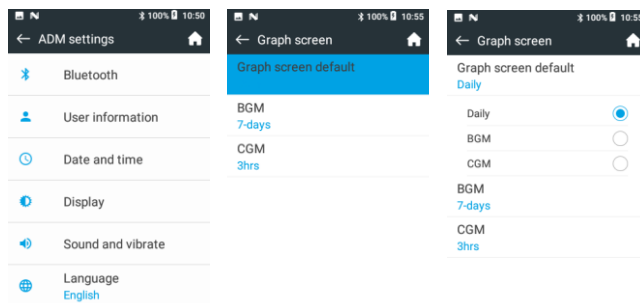 100% 10:50
ADM settings
Bluetooth
User information
Date and time
Display
Sound and vibrate
Language
English
100% 10:55
Graph screen
Graph screen default
BGM
7-days
CGM
3hrs
100% 10:55
Graph screen
Graph screen default
Daily
Daily
BGM
CGM
BGM
7-days
CGM
3hrs